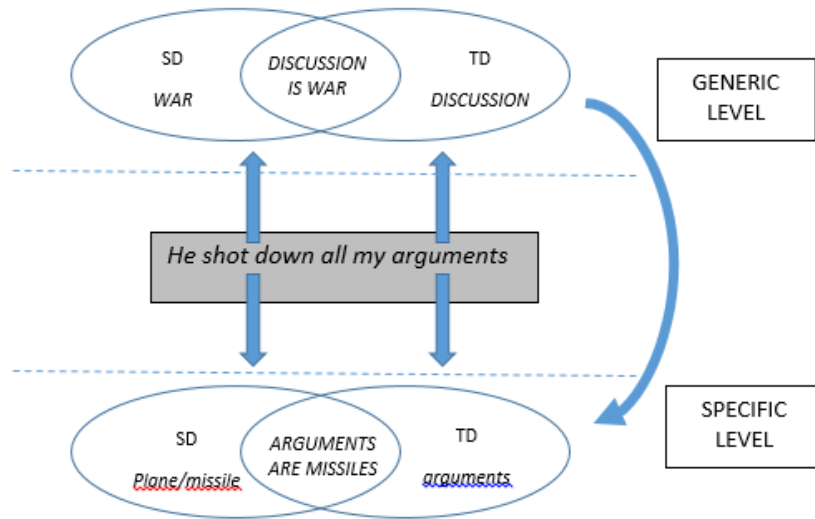 SD
WAR
DISCUSSION
IS WAR
TD
DISCUSSION
GENERIC
LEVEL
He shot down all my arguments
SD
Plane/missile
ARGUMENTS
ARE MISSILES
TD
arguments
SPECIFIC
LEVEL